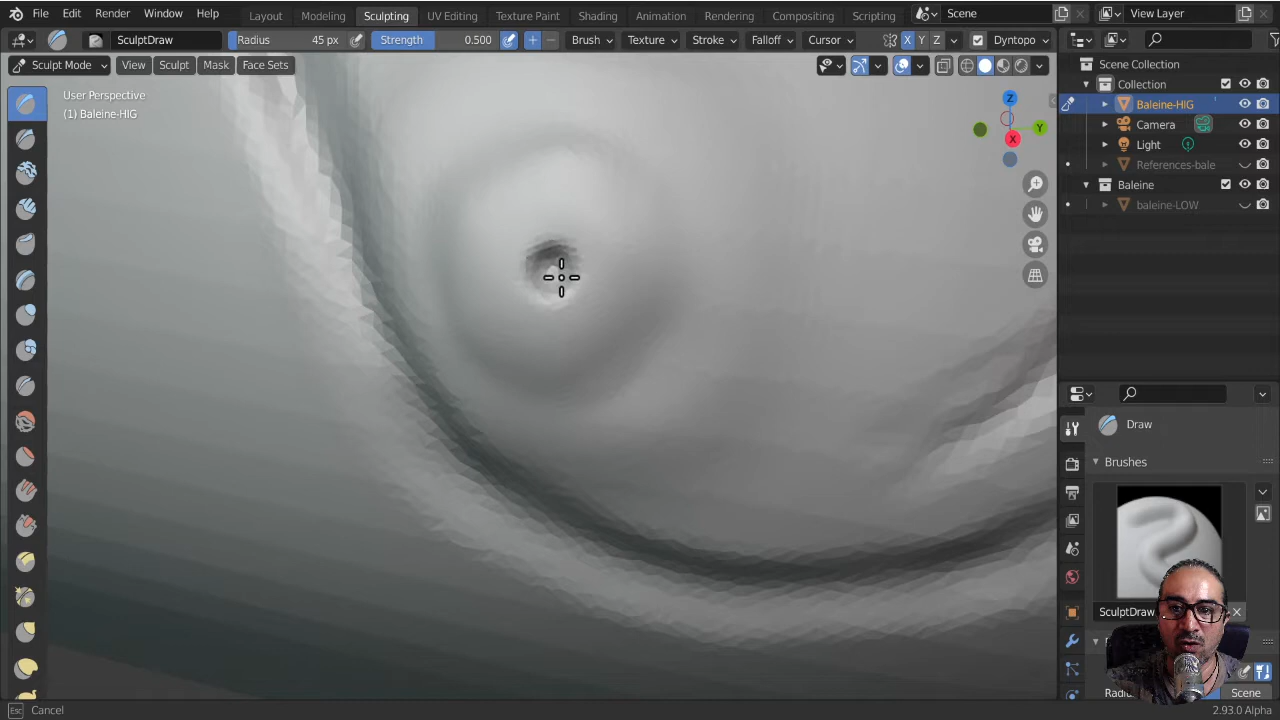 File Edit Render Window Help Layout Modeling Sculpting UV Editing Texture Paint Shading Animation Rendering Compositing Scripting Scene View Layer
SculptDraw Radius 45 px Strength 0.500 Brush Texture Stroke Falloff Cursor X Y Z Dyntopo
Sculpt Mode View Sculpt Mask Face Sets
Scene Collection
Collection
User Perspective
(1) Baleine-HIG
Z
Y
X
Baleine-HIG
Camera
Light
References-bale
Baleine
baleine-LOW
Draw
Brushes
SculptDraw
Scene
Esc Cancel
2.93.0 Alpha